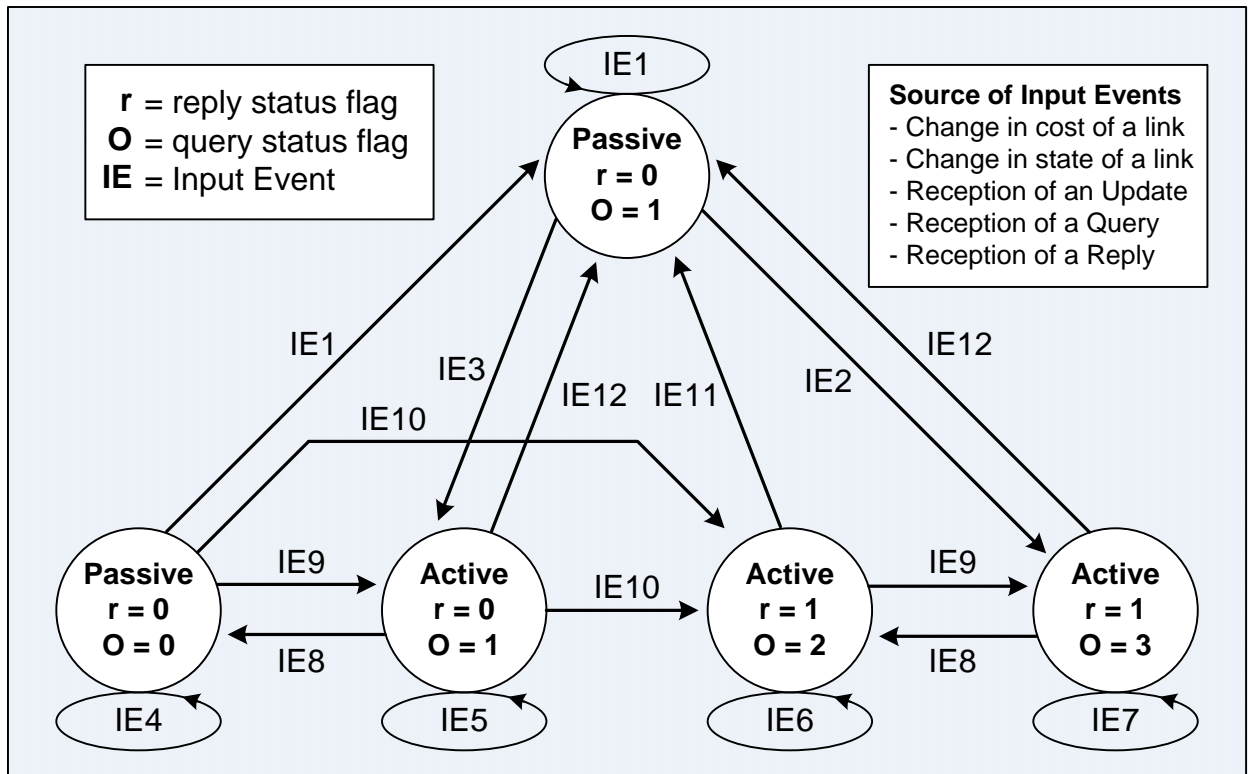 IE1
r = reply status flag
O = query status flag
IE = Input Event
Source of Input Events
- Change in cost of a link
- Change in state of a link
- Reception of an Update
- Reception of a Query
- Reception of a Reply
Passive
r = 0
O = 1
IE1
IE3
IE12
IE11
IE2
IE12
IE10
Passive
r = 0
O = 0
IE9
IE8
Active
r = 0
O = 1
IE10
Active
r = 1
O = 2
IE9
IE8
Active
r = 1
O = 3
IE4
IE5
IE6
IE7